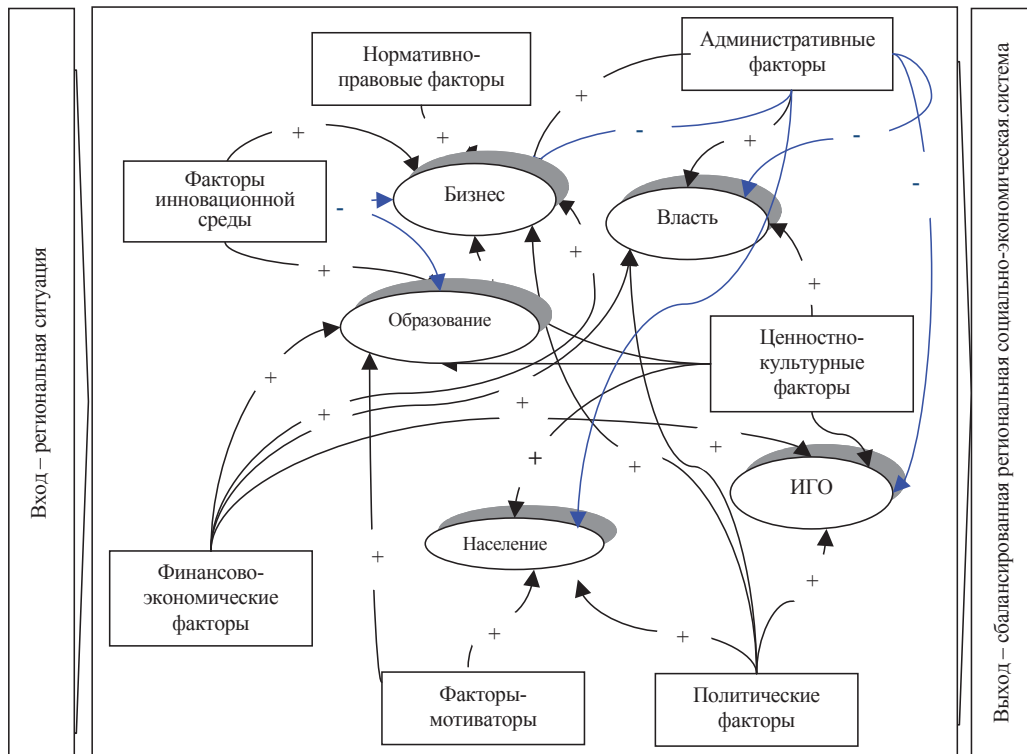 Вход – региональная ситуация
Нормативно-
правовые факторы
Административные
факторы
+
+
+
-
+
-
-
Факторы
инновационной
среды
-
Бизнес
Власть
+
+
+
Образование
+
Ценностно-
культурные
факторы
+
+
+
+
+
+
ИГО
Население
+
+
+
+
Финансово-
экономические
факторы
Факторы-
мотиваторы
Политические
факторы
Выход – сбалансированная региональная социально-экономическая система